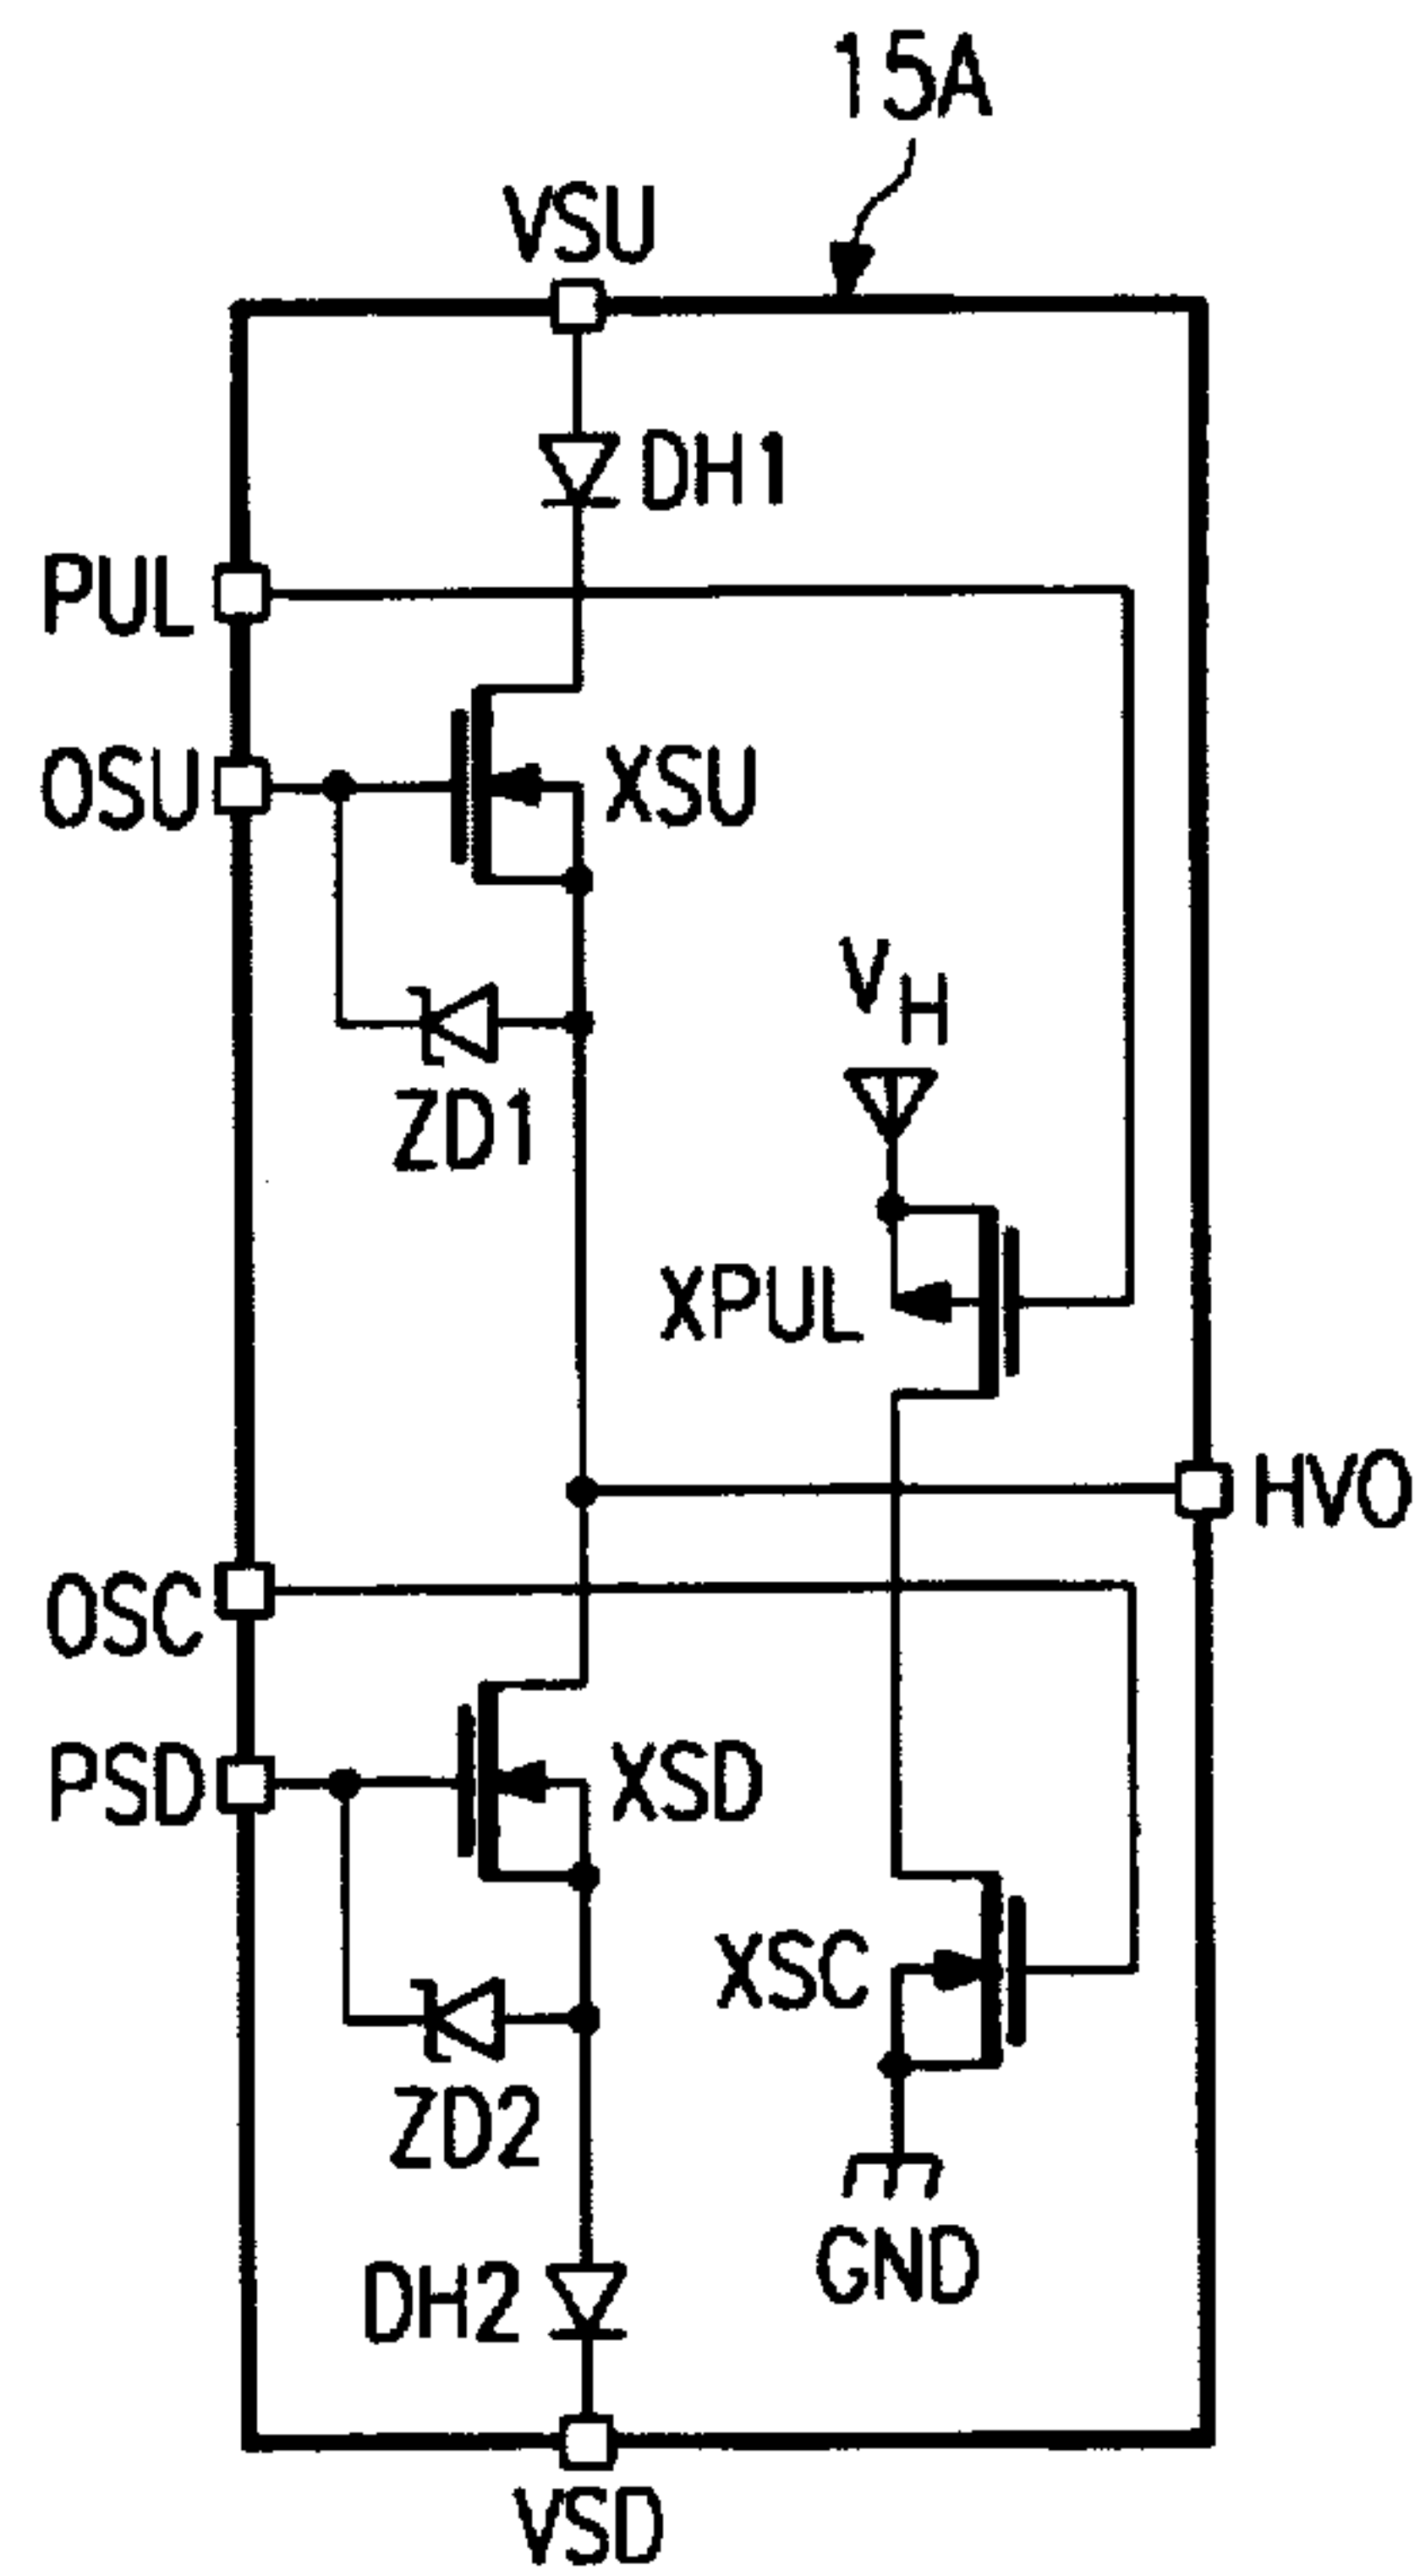 15A
VSU
DH1
PUL
OSU
XSU
VH
ZD1
XPUL
HVO
OSC
PSD
XSD
XSC
ZD2
GND
DH2
VSD